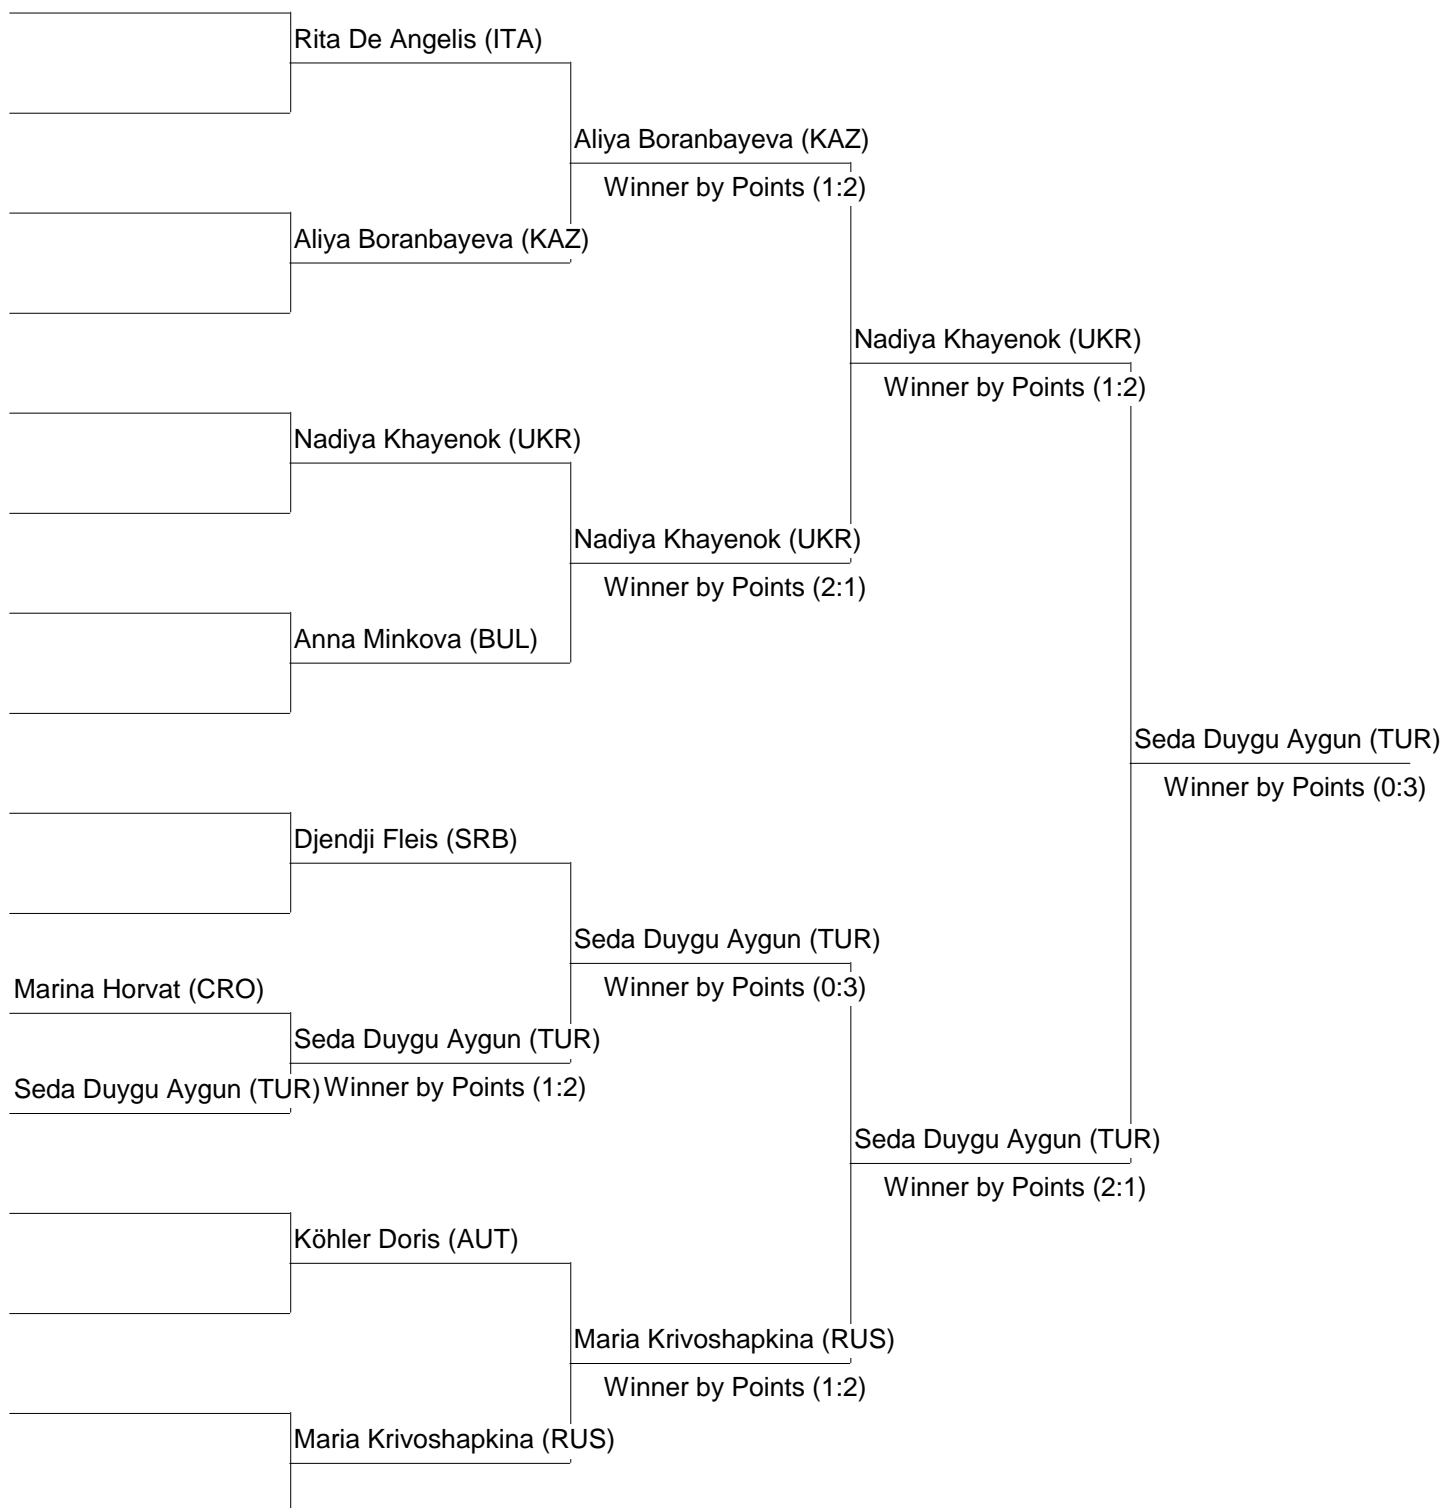 Rita De Angelis (ITA)
Aliya Boranbayeva (KAZ)
Winner by Points (1:2)
Aliya Boranbayeva (KAZ)
Nadiya Khayenok (UKR)
Winner by Points (1:2)
Nadiya Khayenok (UKR)
Nadiya Khayenok (UKR)
Winner by Points (2:1)
Anna Minkova (BUL)
Seda Duygu Aygun (TUR)
Winner by Points (0:3)
Djendji Fleis (SRB)
Seda Duygu Aygun (TUR)
Winner by Points (0:3)
Marina Horvat (CRO)
Seda Duygu Aygun (TUR)
Seda Duygu Aygun (TUR) Winner by Points (1:2)
Seda Duygu Aygun (TUR)
Winner by Points (2:1)
Köhler Doris (AUT)
Maria Krivoshapkina (RUS)
Winner by Points (1:2)
Maria Krivoshapkina (RUS)